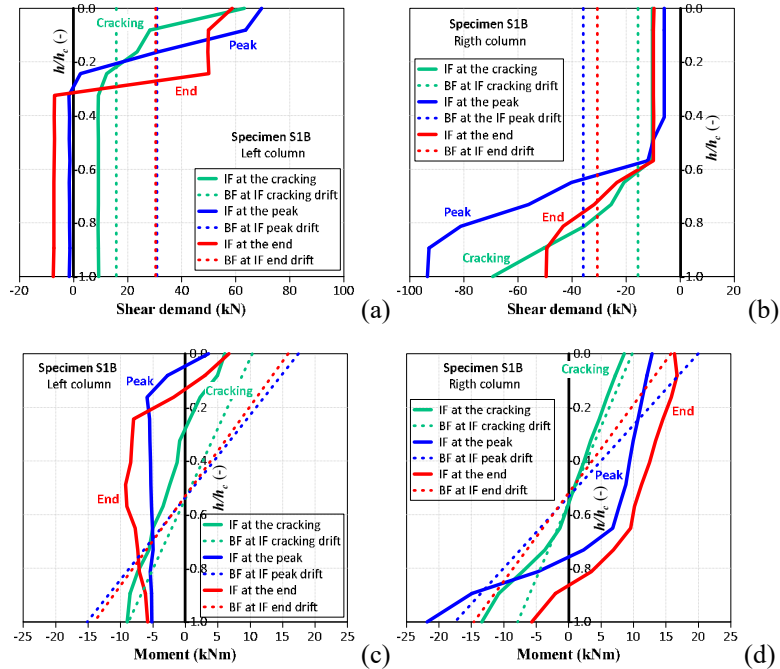 0.0
0.2
0.4
0.6
0.8
1.0
h/hc (-)
Cracking
Peak
End
Specimen S1B
Left column
IF at the cracking
BF at IF cracking drift
IF at the peak
BF at IF peak drift
IF at the end
BF at IF end drift
-20 0 20 40 60 80 100
Shear demand (kN)
(a)
Specimen S1B
Rigth column
IF at the cracking
BF at IF cracking drift
IF at the peak
BF at the IF peak drift
IF at the end
BF at IF end drift
0.0
-0.2
-0.4
-0.6
-0.8
-1.0
h/hc (-)
Peak
End
Cracking
-100 -80 -60 -40 -20 0 20
Shear demand (kN)
(b)
Specimen S1B
Left column
Peak
Cracking
End
0.0
-0.2
-0.4
-0.6
-0.8
-1.0
h/hc (-)
IF at the cracking
BF at IF cracking drift
IF at the peak
BF at IF peak drift
IF at the end
BF at IF end drift
-25 -20 -15 -10 -5 0 5 10 15 20 25
Moment (kNm)
(c)
Specimen S1B
Rigth column
IF at the cracking
BF at IF cracking drift
IF at the peak
BF at IF peak drift
IF at the end
BF at IF end drift
Cracking
End
Peak
0.0
-0.2
-0.4
-0.6
-0.8
-1.0
h/hc (-)
-25 -20 -15 -10 -5 0 5 10 15 20 25
Moment (kNm)
(d)